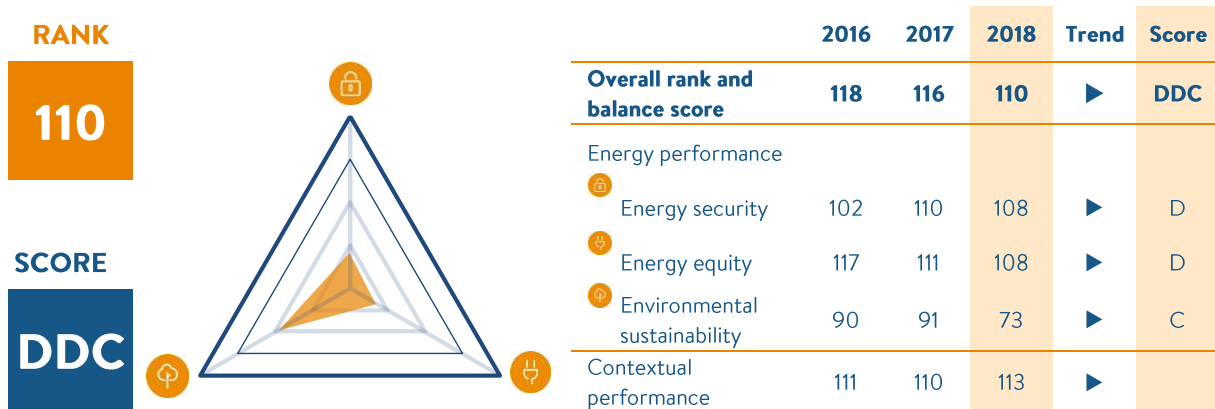 RANK
110
SCORE
DDC
2016 2017 2018 Trend Score
Overall rank and
balance score 118 116 110 DDC
Energy performance
Energy security 102 110 108 D
Energy equity 117 111 108 D
Environmental
sustainability 90 91 73 C
Contextual
performance 111 110 113